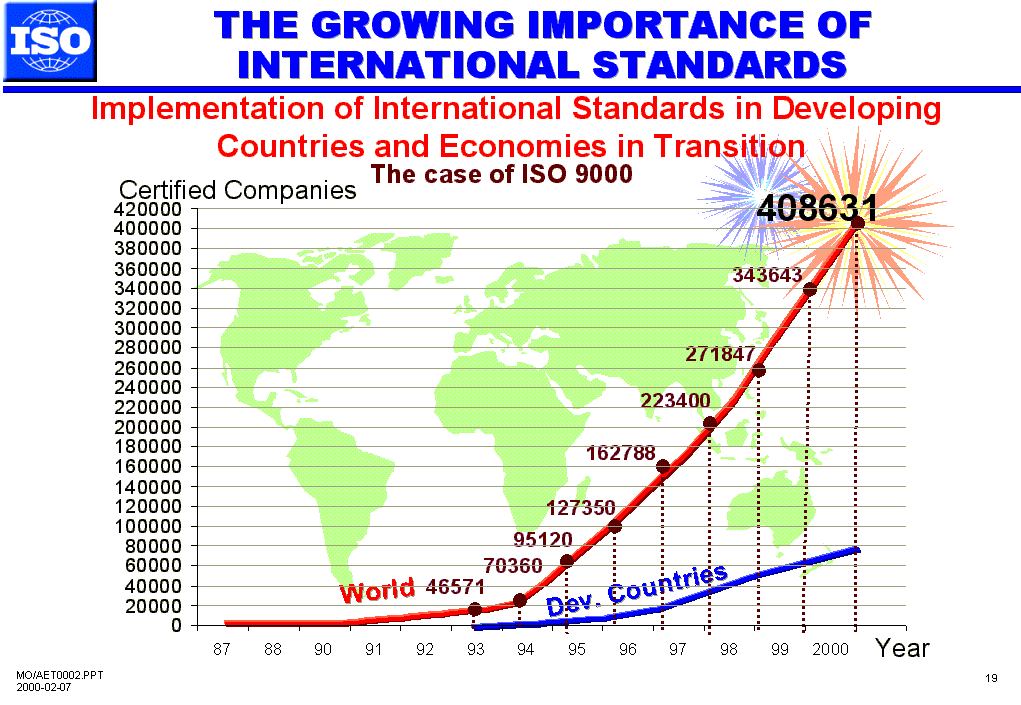 ISO
THE GROWING IMPORTANCE OF
INTERNATIONAL STANDARDS
Implementation of International Standards in Developing
Countries and Economies in Transition
The case of ISO 9000
Certified Companies
420000
400000
380000
360000
340000
320000
300000
280000
260000
240000
220000
200000
180000
160000
140000
120000
100000
80000
60000
40000
20000
0
408631
343643
271847
223400
162788
127350
95120
70360
46571
World
Dev. Countries
87 88 90 91 92 93 94 95 96 97 98 99 2000
Year
MO/AET0002.PPT
2000-02-07
19